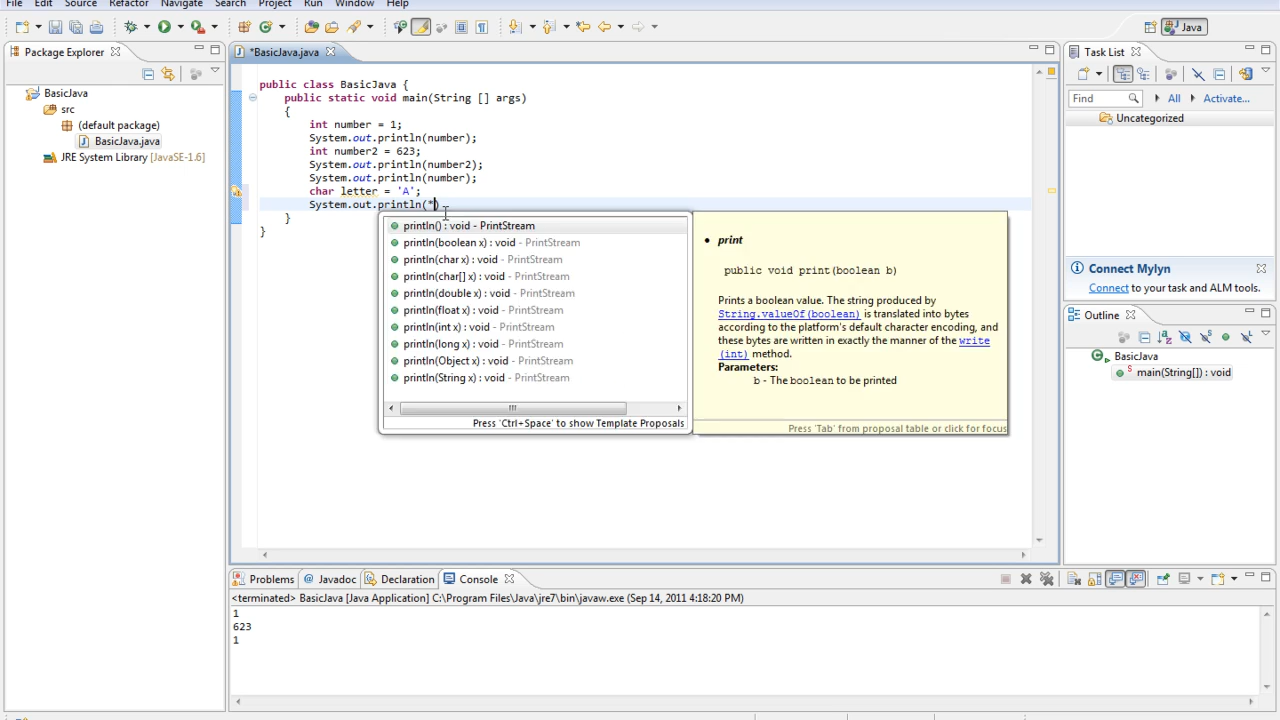 File Edit Source Refactor Navigate Search Project Run Window Help
Java
Package Explorer
BasicJava
src
(default package)
BasicJava.java
JRE System Library [JavaSE-1.6]
*BasicJava.java
public class BasicJava {
public static void main(String [] args)
{
int number = 1;
System.out.println(number);
int number2 = 623;
System.out.println(number2);
System.out.println(number);
char letter = 'A';
System.out.println(")
}
}
println() : void - PrintStream
println(boolean x) : void - PrintStream
println(char x) : void - PrintStream
println(char[] x) : void - PrintStream
println(double x) : void - PrintStream
println(float x) : void - PrintStream
println(int x) : void - PrintStream
println(long x) : void - PrintStream
println(Object x) : void - PrintStream
println(String x) : void - PrintStream
Press 'Ctrl+Space' to show Template Proposals
print
public void print(boolean b)
Prints a boolean value. The string produced by
String.valueOf(boolean) is translated into bytes
according to the platform's default character encoding, and
these bytes are written in exactly the manner of the write
(int) method.
Parameters:
b - The boolean to be printed
Press 'Tab' from proposal table or click for focus
Task List
Find All Activate...
Uncategorized
Connect Mylyn
Connect to your task and ALM tools.
Outline
BasicJava
main(String[]) : void
Problems @ Javadoc Declaration Console
<terminated> BasicJava [Java Application] C:\Program Files\Java\jre7\bin\javaw.exe (Sep 14, 2011 4:18:20 PM)
1
623
1